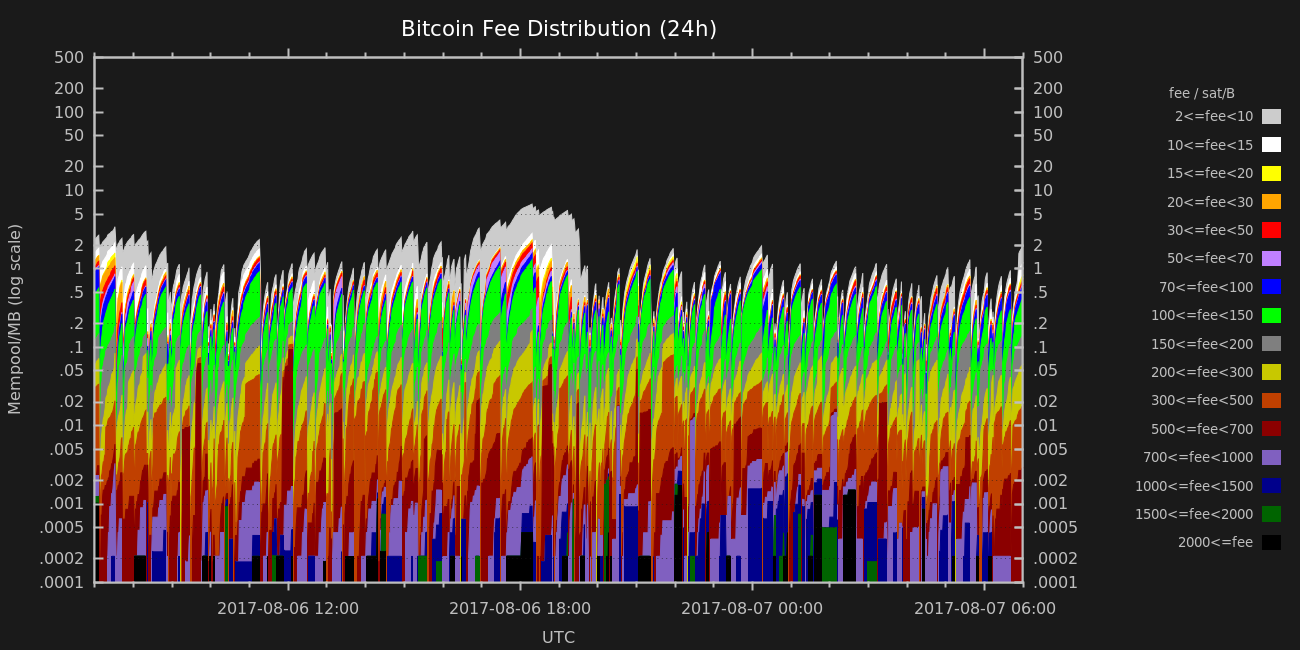 Bitcoin Fee Distribution (24h)
500
200
100
50
20
10
5
2
1
.5
.2
.1
.05
.02
.01
.005
.002
.001
.0005
.0002
.0001
Mempool/MB (log scale)
500
200
100
50
20
10
5
2
1
.5
.2
.1
.05
.02
.01
.005
.002
.001
.0005
.0002
.0001
2017-08-06 12:00 2017-08-06 18:00 2017-08-07 00:00 2017-08-07 06:00
UTC
fee / sat/B
2<=fee<10
10<=fee<15
15<=fee<20
20<=fee<30
30<=fee<50
50<=fee<70
70<=fee<100
100<=fee<150
150<=fee<200
200<=fee<300
300<=fee<500
500<=fee<700
700<=fee<1000
1000<=fee<1500
1500<=fee<2000
2000<=fee